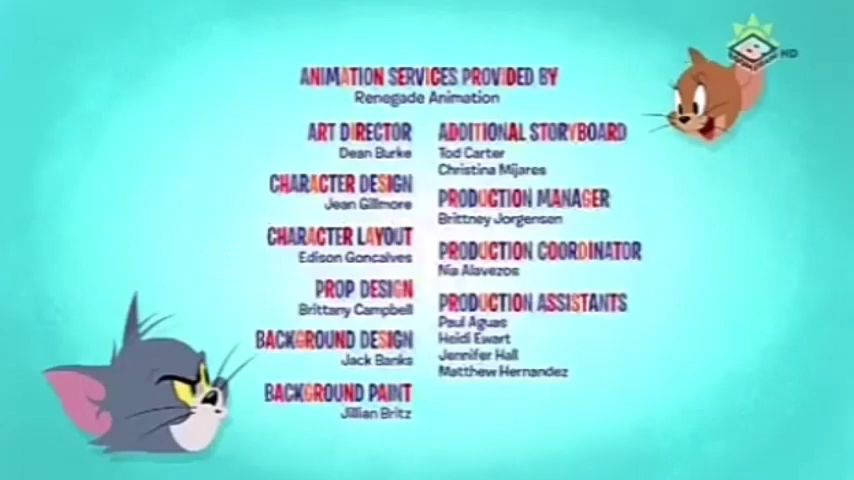 ANIMATION SERVICES PROVIDED BY
Renegade Animation
ART DIRECTOR
Dean Burke
CHARACTER DESIGN
Jean Gillmore
CHARACTER LAYOUT
Edison Goncalves
PROP DESIGN
Brittany Campbell
BACKGROUND DESIGN
Jack Banks
BACKGROUND PAINT
Jillian Britz
ADDITIONAL STORYBOARD
Tod Carter
Christina Mijares
PRODUCTION MANAGER
Brittney Jorgensen
PRODUCTION COORDINATOR
Nia Alavezos
PRODUCTION ASSISTANTS
Paul Aguas
Heidi Ewart
Jennifer Hall
Matthew Hernandez
HD